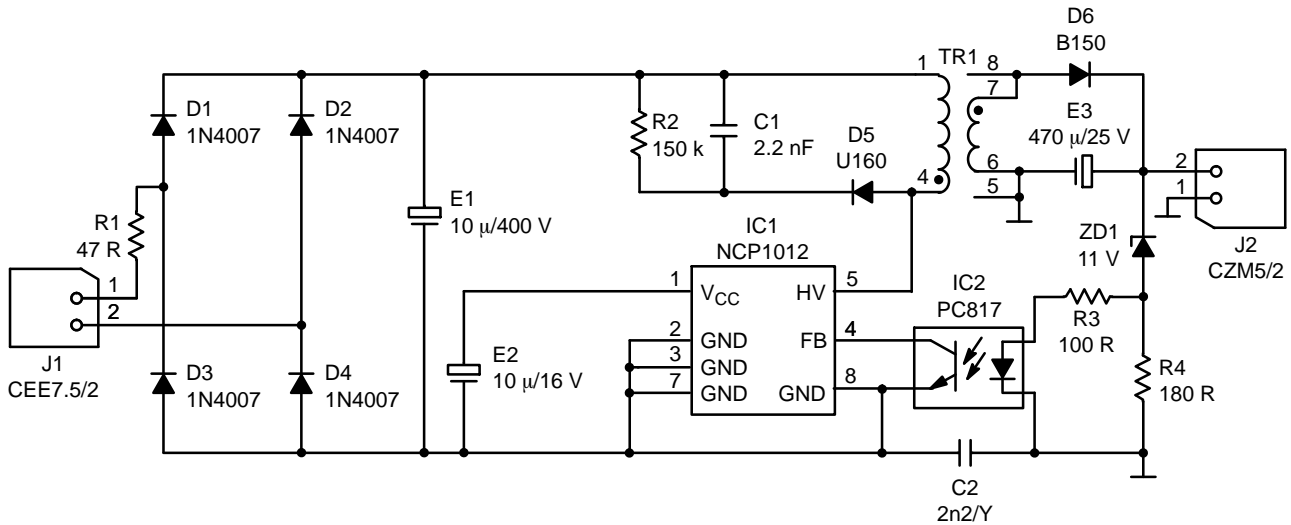 D6
B150
TR1
1
8
7
D1
1N4007
D2
1N4007
R2
150 k
C1
2.2 nF
D5
U160
E3
470 μ/25 V
4
6
5
2
1
R1
47 R
E1
10 μ/400 V
IC1
NCP1012
ZD1
11 V
J2
CZM5/2
1
2
J1
CEE7.5/2
1
VCC
HV
5
IC2
PC817
R3
100 R
2
GND
FB
4
3
GND
7
GND
GND
8
E2
10 μ/16 V
D3
1N4007
D4
1N4007
R4
180 R
C2
2n2/Y